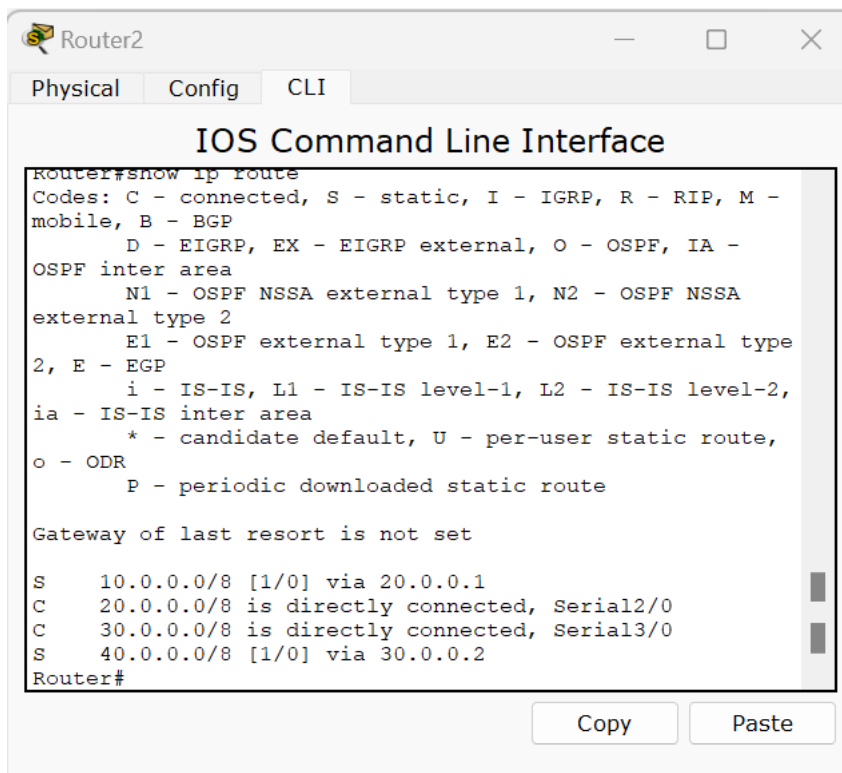 Router2
Physical Config CLI
IOS Command Line Interface
Router#show ip route
Codes: C - connected, S - static, I - IGRP, R - RIP, M -
mobile, B - BGP
       D - EIGRP, EX - EIGRP external, O - OSPF, IA -
OSPF inter area
       N1 - OSPF NSSA external type 1, N2 - OSPF NSSA
external type 2
       E1 - OSPF external type 1, E2 - OSPF external type
2, E - EGP
       i - IS-IS, L1 - IS-IS level-1, L2 - IS-IS level-2,
ia - IS-IS inter area
       * - candidate default, U - per-user static route,
o - ODR
       P - periodic downloaded static route

Gateway of last resort is not set

S    10.0.0.0/8 [1/0] via 20.0.0.1
C    20.0.0.0/8 is directly connected, Serial2/0
C    30.0.0.0/8 is directly connected, Serial3/0
S    40.0.0.0/8 [1/0] via 30.0.0.2
Router#
Copy Paste